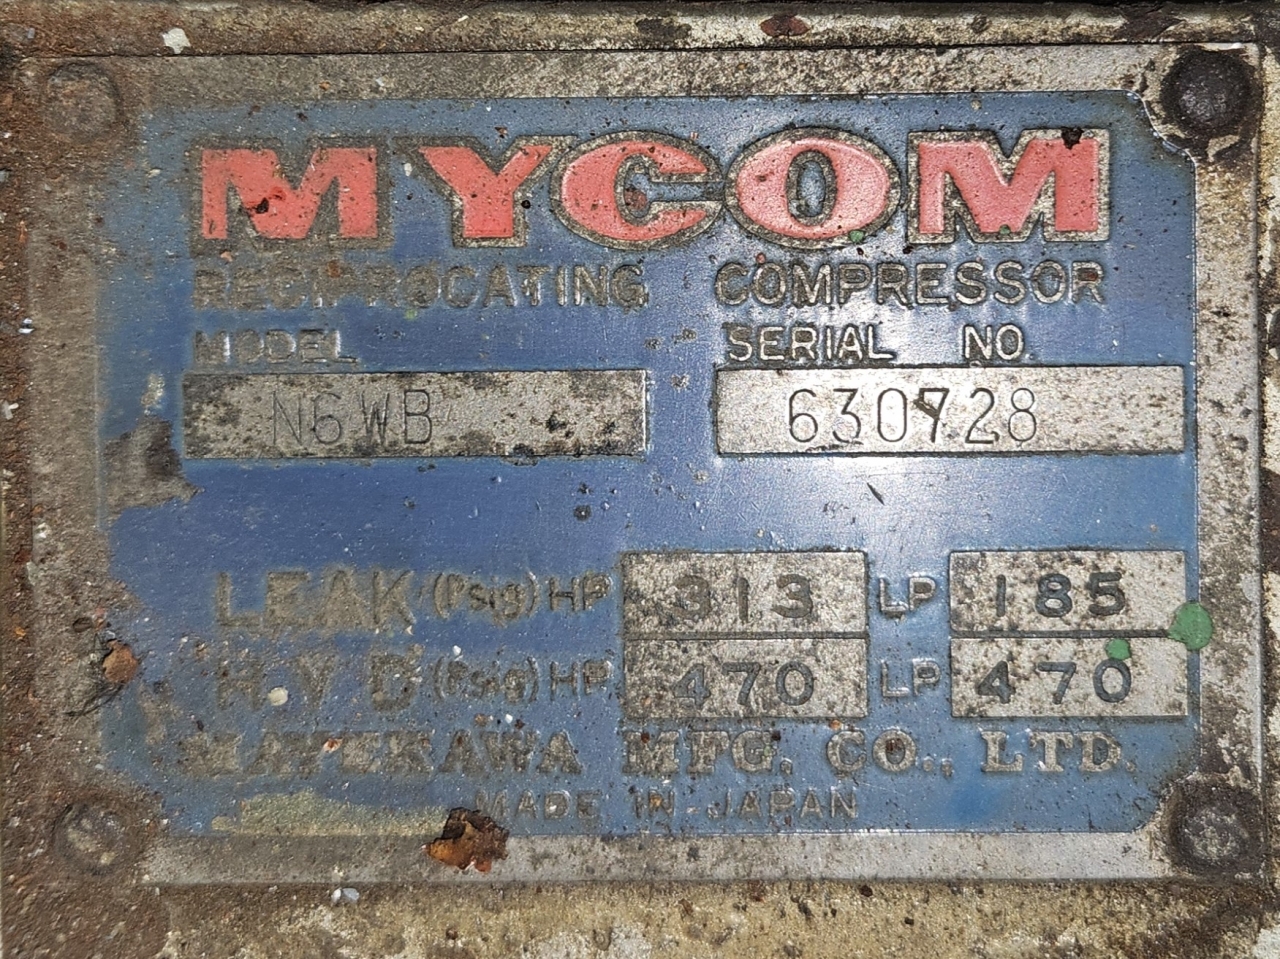 MYCOM
RECIPROCATING COMPRESSOR
MODEL SERIAL NO.
N6WB 630728
LEAK (Psig) HP 313 LP 185
H Y D (Psig) HP 470 LP 470
MAYEKAWA MFG. CO., LTD.
MADE IN JAPAN